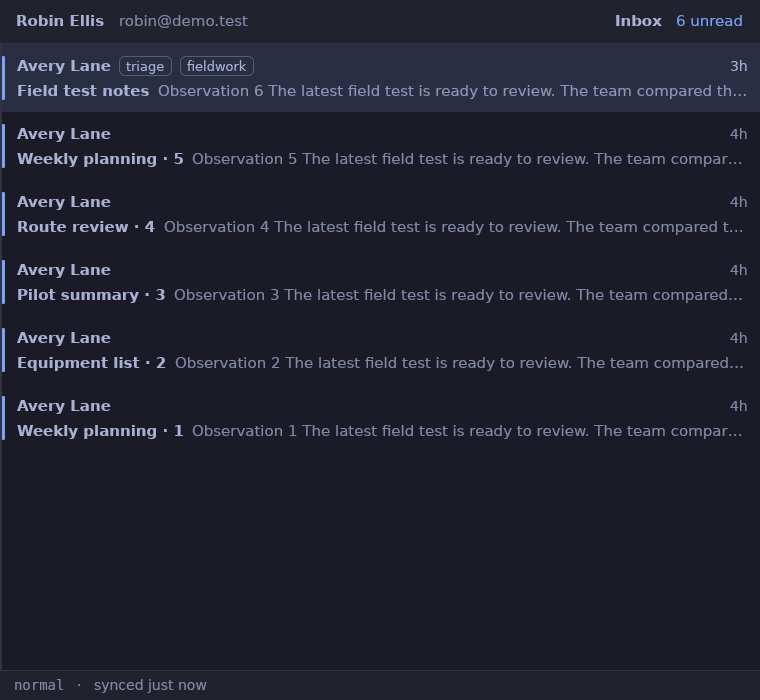 Robin Ellis robin@demo.test Inbox 6 unread
Avery Lane triage fieldwork 3h
Field test notes Observation 6 The latest field test is ready to review. The team compared th…
Avery Lane 4h
Weekly planning · 5 Observation 5 The latest field test is ready to review. The team compar…
Avery Lane 4h
Route review · 4 Observation 4 The latest field test is ready to review. The team compared t…
Avery Lane 4h
Pilot summary · 3 Observation 3 The latest field test is ready to review. The team compared…
Avery Lane 4h
Equipment list · 2 Observation 2 The latest field test is ready to review. The team compared…
Avery Lane 4h
Weekly planning · 1 Observation 1 The latest field test is ready to review. The team compar…
normal · synced just now